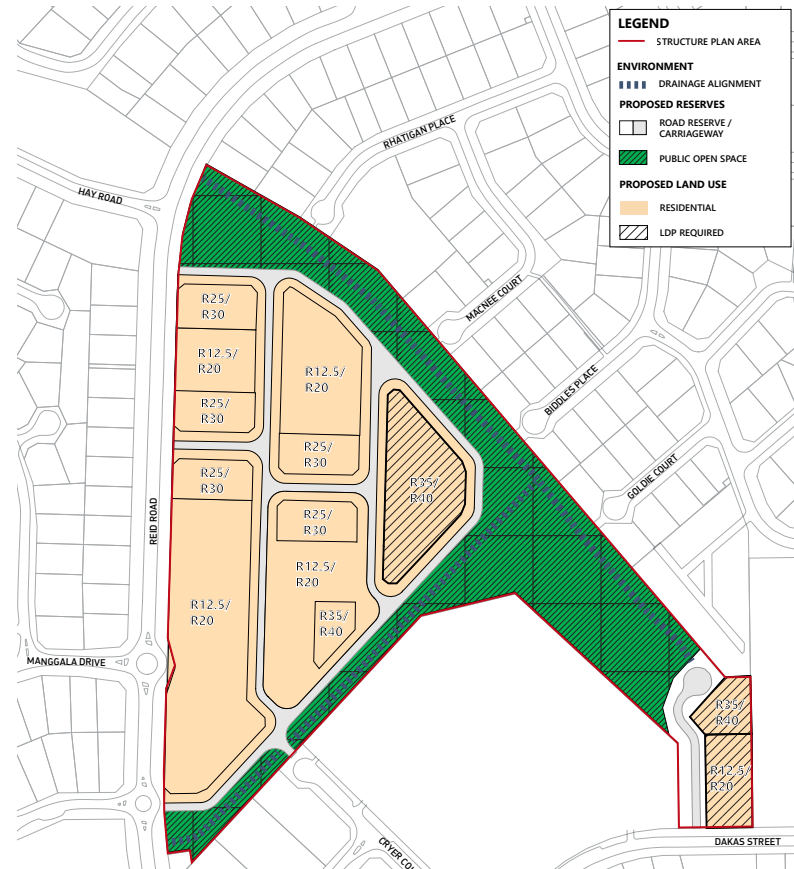 LEGEND
STRUCTURE PLAN AREA
ENVIRONMENT
DRAINAGE ALIGNMENT
PROPOSED RESERVES
ROAD RESERVE /
CARRIAGEWAY
PUBLIC OPEN SPACE
PROPOSED LAND USE
RESIDENTIAL
LDP REQUIRED
RHATIGAN PLACE
HAY ROAD
MACNEE COURT
R25/
R30
R12.5/
R20
R25/
R30
R12.5/
R20
R25/
R30
BIDDLES PLACE
GOLDIE COURT
R25/
R30
R35/
R40
REID ROAD
R25/
R30
R12.5/
R20
R12.5/
R20
R35/
R40
MANGGALA DRIVE
R35/
R40
R12.5/
R20
DAKAS STREET
CRYER